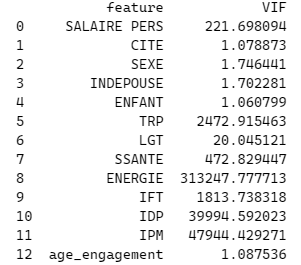 feature VIF
0 SALAIRE PERS 221.698094
1 CITE 1.078873
2 SEXE 1.746441
3 INDEPOUSE 1.702281
4 ENFANT 1.060799
5 TRP 2472.915463
6 LGT 20.045121
7 SSANTE 472.829447
8 ENERGIE 313247.777713
9 IFT 1813.738318
10 IDP 39994.592023
11 IPM 47944.429271
12 age_engagement 1.087536